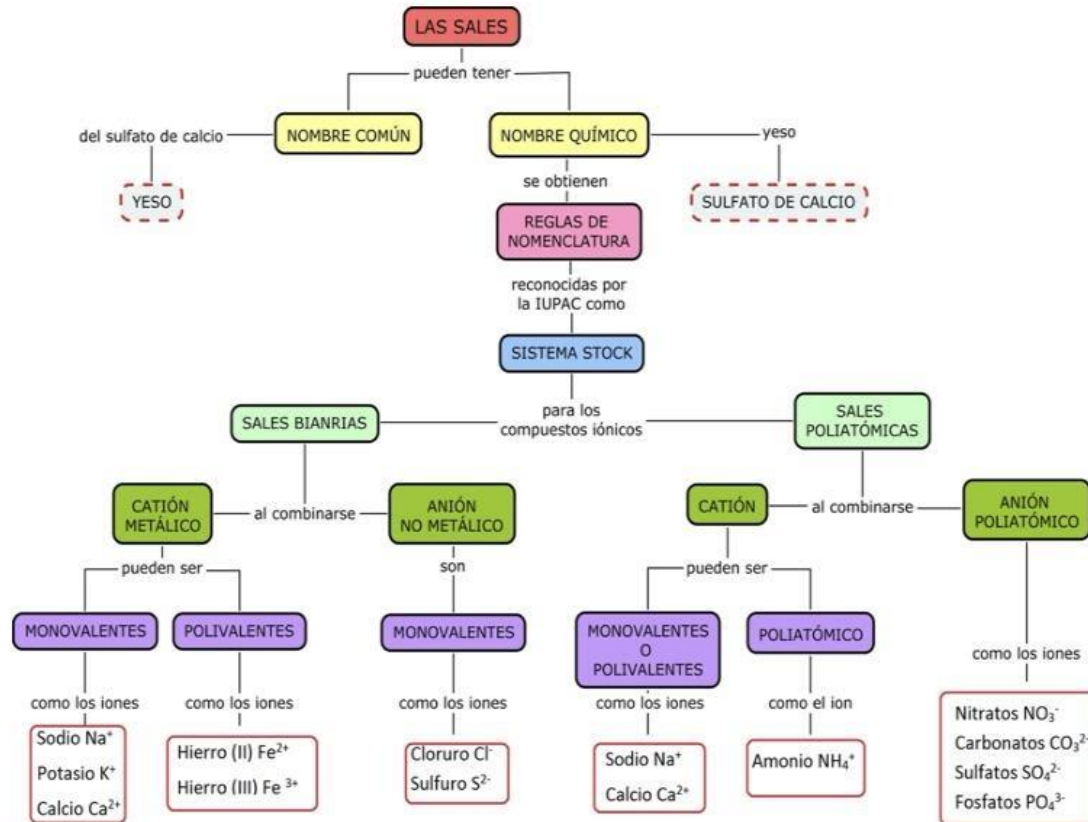 LAS SALES
pueden tener
del sulfato de calcio
NOMBRE COMÚN
NOMBRE QUÍMICO
yeso
YESO
se obtienen
SULFATO DE CALCIO
REGLAS DE
NOMENCLATURA
reconocidas por
la IUPAC como
SISTEMA STOCK
para los
compuestos iónicos
SALES BIANRIAS
SALES
POLIATÓMICAS
CATIÓN
METÁLICO
al combinarse
ANIÓN
NO METÁLICO
CATIÓN
al combinarse
ANIÓN
POLIATÓMICO
pueden ser
son
pueden ser
MONOVALENTES
POLIVALENTES
MONOVALENTES
MONOVALENTES
O
POLIVALENTES
POLIATÓMICO
como los iones
como los iones
como los iones
como los iones
como el ion
como los iones
Sodio Na⁺
Potasio K⁺
Calcio Ca²⁺
Hierro (II) Fe²⁺
Hierro (III) Fe ³⁺
Cloruro Cl⁻
Sulfuro S²⁻
Sodio Na⁺
Calcio Ca²⁺
Amonio NH₄⁺
Nitratos NO₃⁻
Carbonatos CO₃²⁻
Sulfatos SO₄²⁻
Fosfatos PO₄³⁻